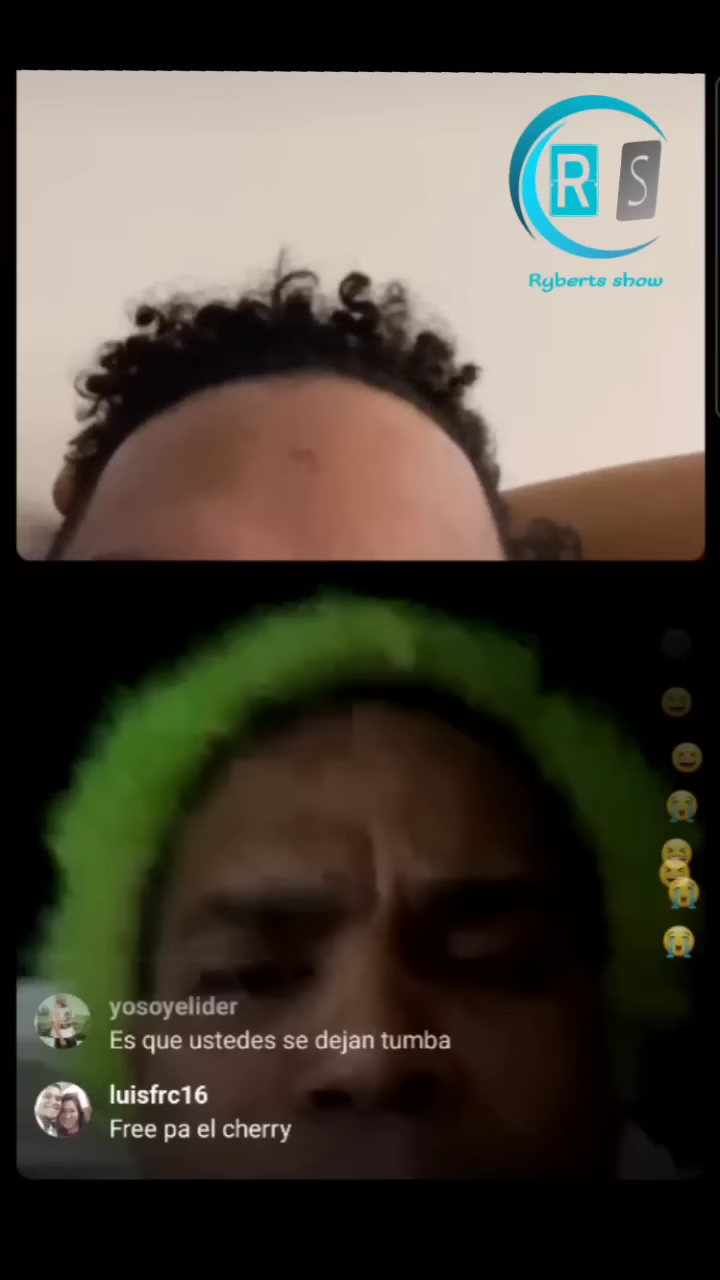 R S
Ryberts show
yosoyelider
Es que ustedes se dejan tumba
luisfrc16
Free pa el cherry